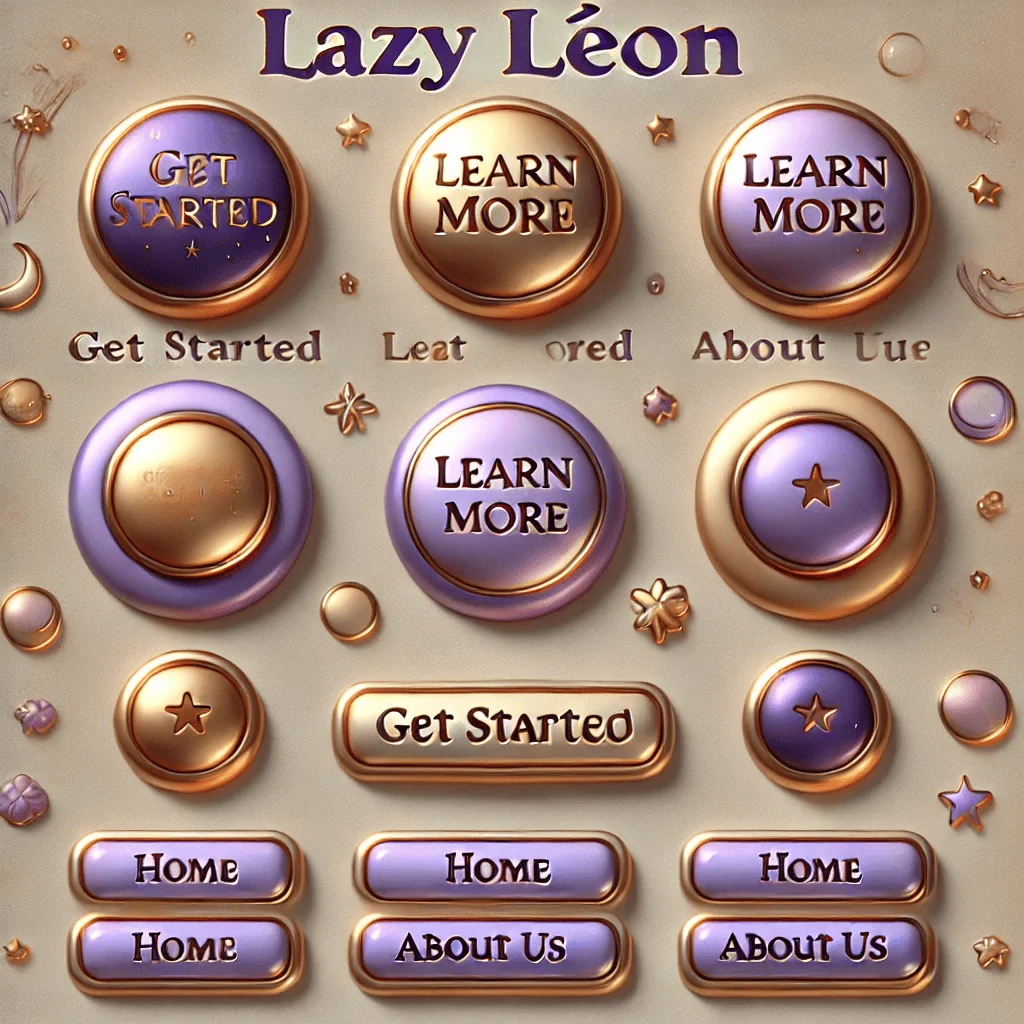 Lazy Léon
GET
STARTED
LEARN
MORE
LEARN
MORE
Get Started
Leat ored
About Uue
LEARN
MORE
Get Started
HOME
HOME
HOME
HOME
ABOUT US
ABOUT US